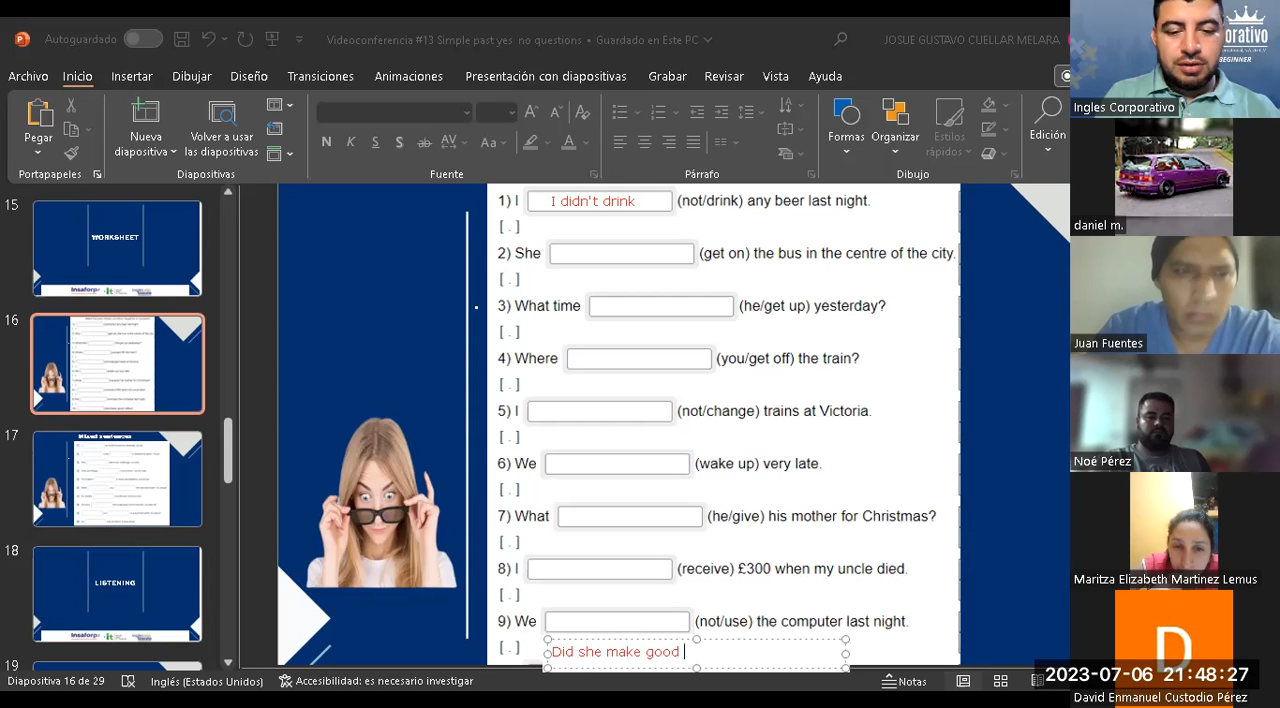 Autoguardado
Videoconferencia #13 Simple past yes no questions • Guardado en Este PC
JOSUE GUSTAVO CUELLAR MELARA
Archivo Inicio Insertar Dibujar Diseño Transiciones Animaciones Presentación con diapositivas Grabar Revisar Vista Ayuda
Pegar
Nueva diapositiva
Volver a usar las diapositivas
N K S S ab AV Aa A
Formas
Organizar
Estilos rápidos
Edición
Portapapeles
Diapositivas
Fuente
Párrafo
Dibujo
15
WORKSHEET
Insaforp
16
17
Mixed sentences
18
LISTENING
Insaforp
19
1) I I didn't drink (not/drink) any beer last night.
[ . ]
2) She (get on) the bus in the centre of the city.
[ . ]
3) What time (he/get up) yesterday?
[ . ]
4) Where (you/get off) the train?
[ . ]
5) I (not/change) trains at Victoria.
[ . ]
6) We (wake up) very late.
[ . ]
7) What (he/give) his mother for Christmas?
[ . ]
8) I (receive) £300 when my uncle died.
[ . ]
9) We (not/use) the computer last night.
[ . ]
Did she make good
Diapositiva 16 de 29
Inglés (Estados Unidos)
Accesibilidad: es necesario investigar
Notas
orativo
BEGINNER
Ingles Corporativo
daniel m.
Juan Fuentes
Noé Pérez
Maritza Elizabeth Martinez Lemus
D
2023-07-06 21:48:27
David Enmanuel Custodio Pérez